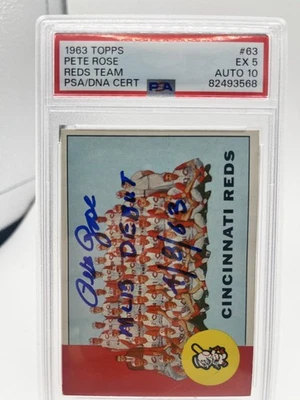 1963 TOPPS #63
PETE ROSE EX 5
REDS TEAM AUTO 10
PSA/DNA CERT PSA 82493568
Pete Rose
MLB DEBUT
4/8/63
CINCINNATI REDS